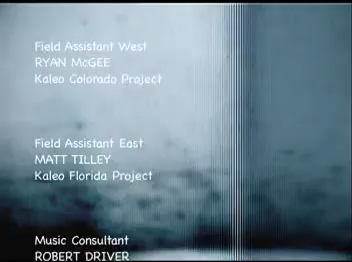 Field Assistant West
RYAN McGEE
Kaleo Colorado Project
Field Assistant East
MATT TILLEY
Kaleo Florida Project
Music Consultant
ROBERT DRIVER